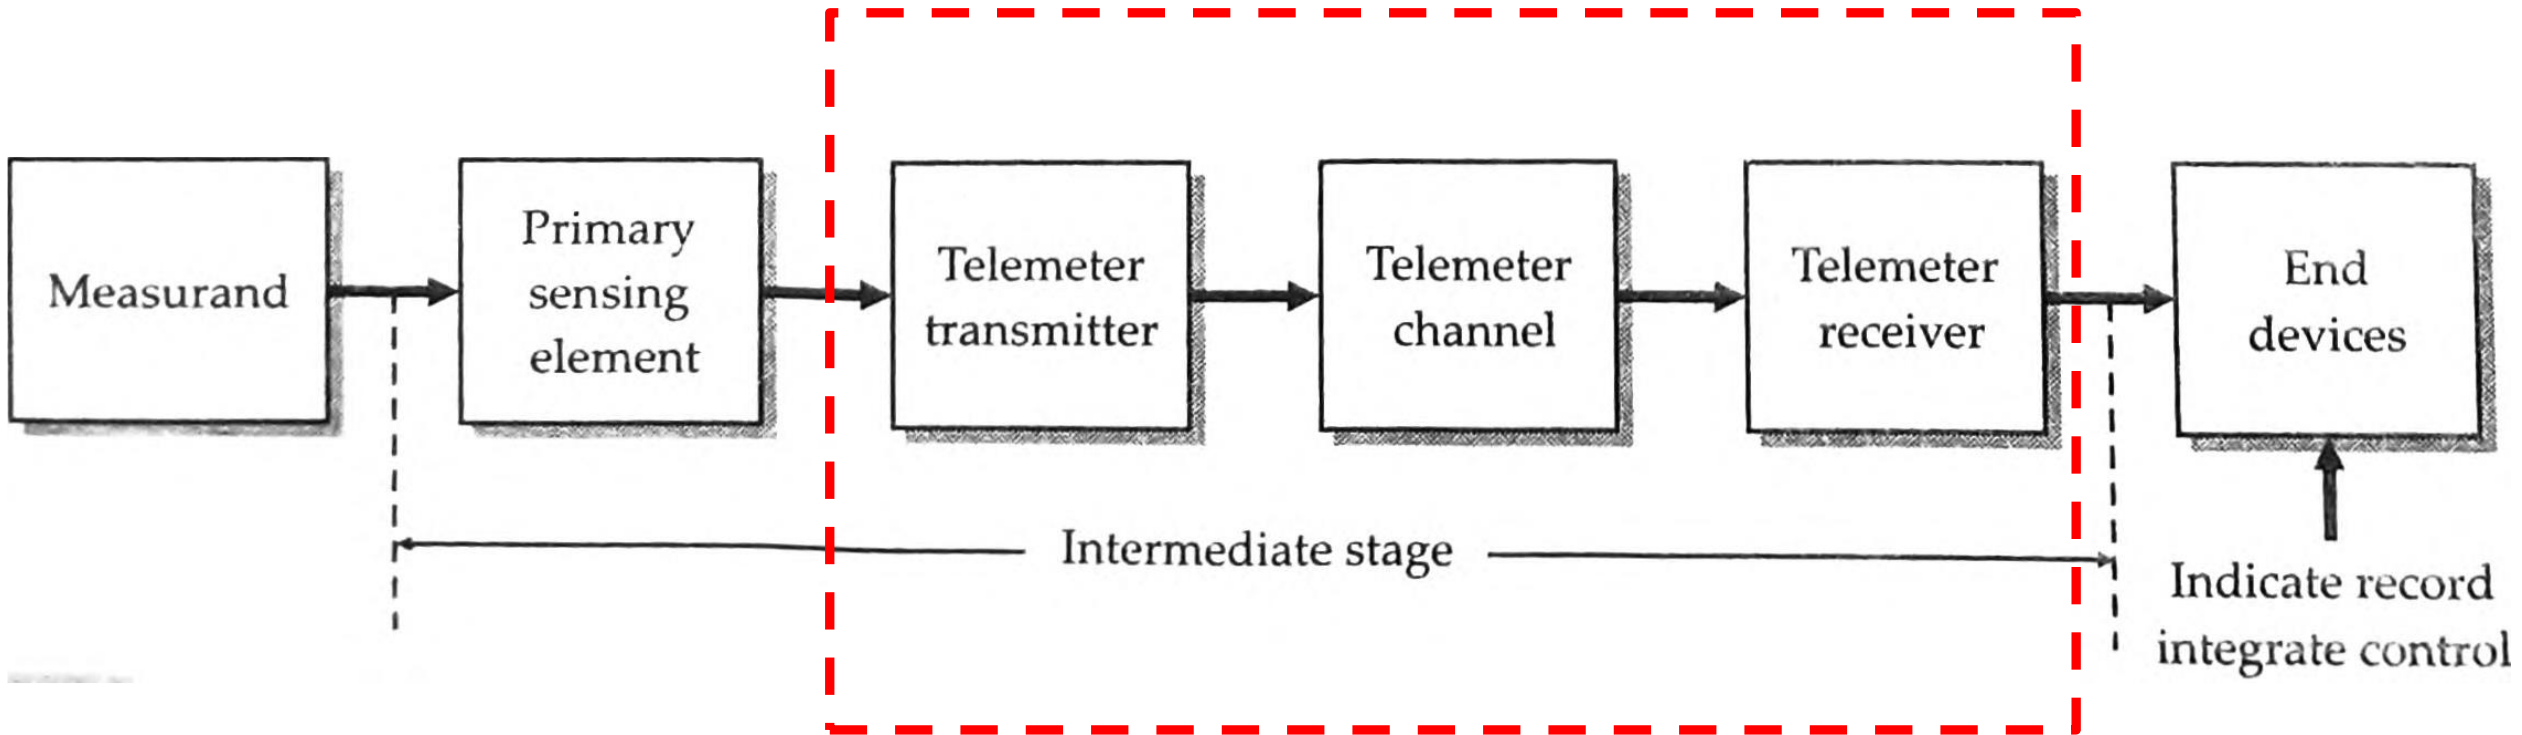 Measurand
Primary
sensing
element
Telemeter
transmitter
Telemeter
channel
Telemeter
receiver
End
devices
Intermediate stage
Indicate record
integrate control